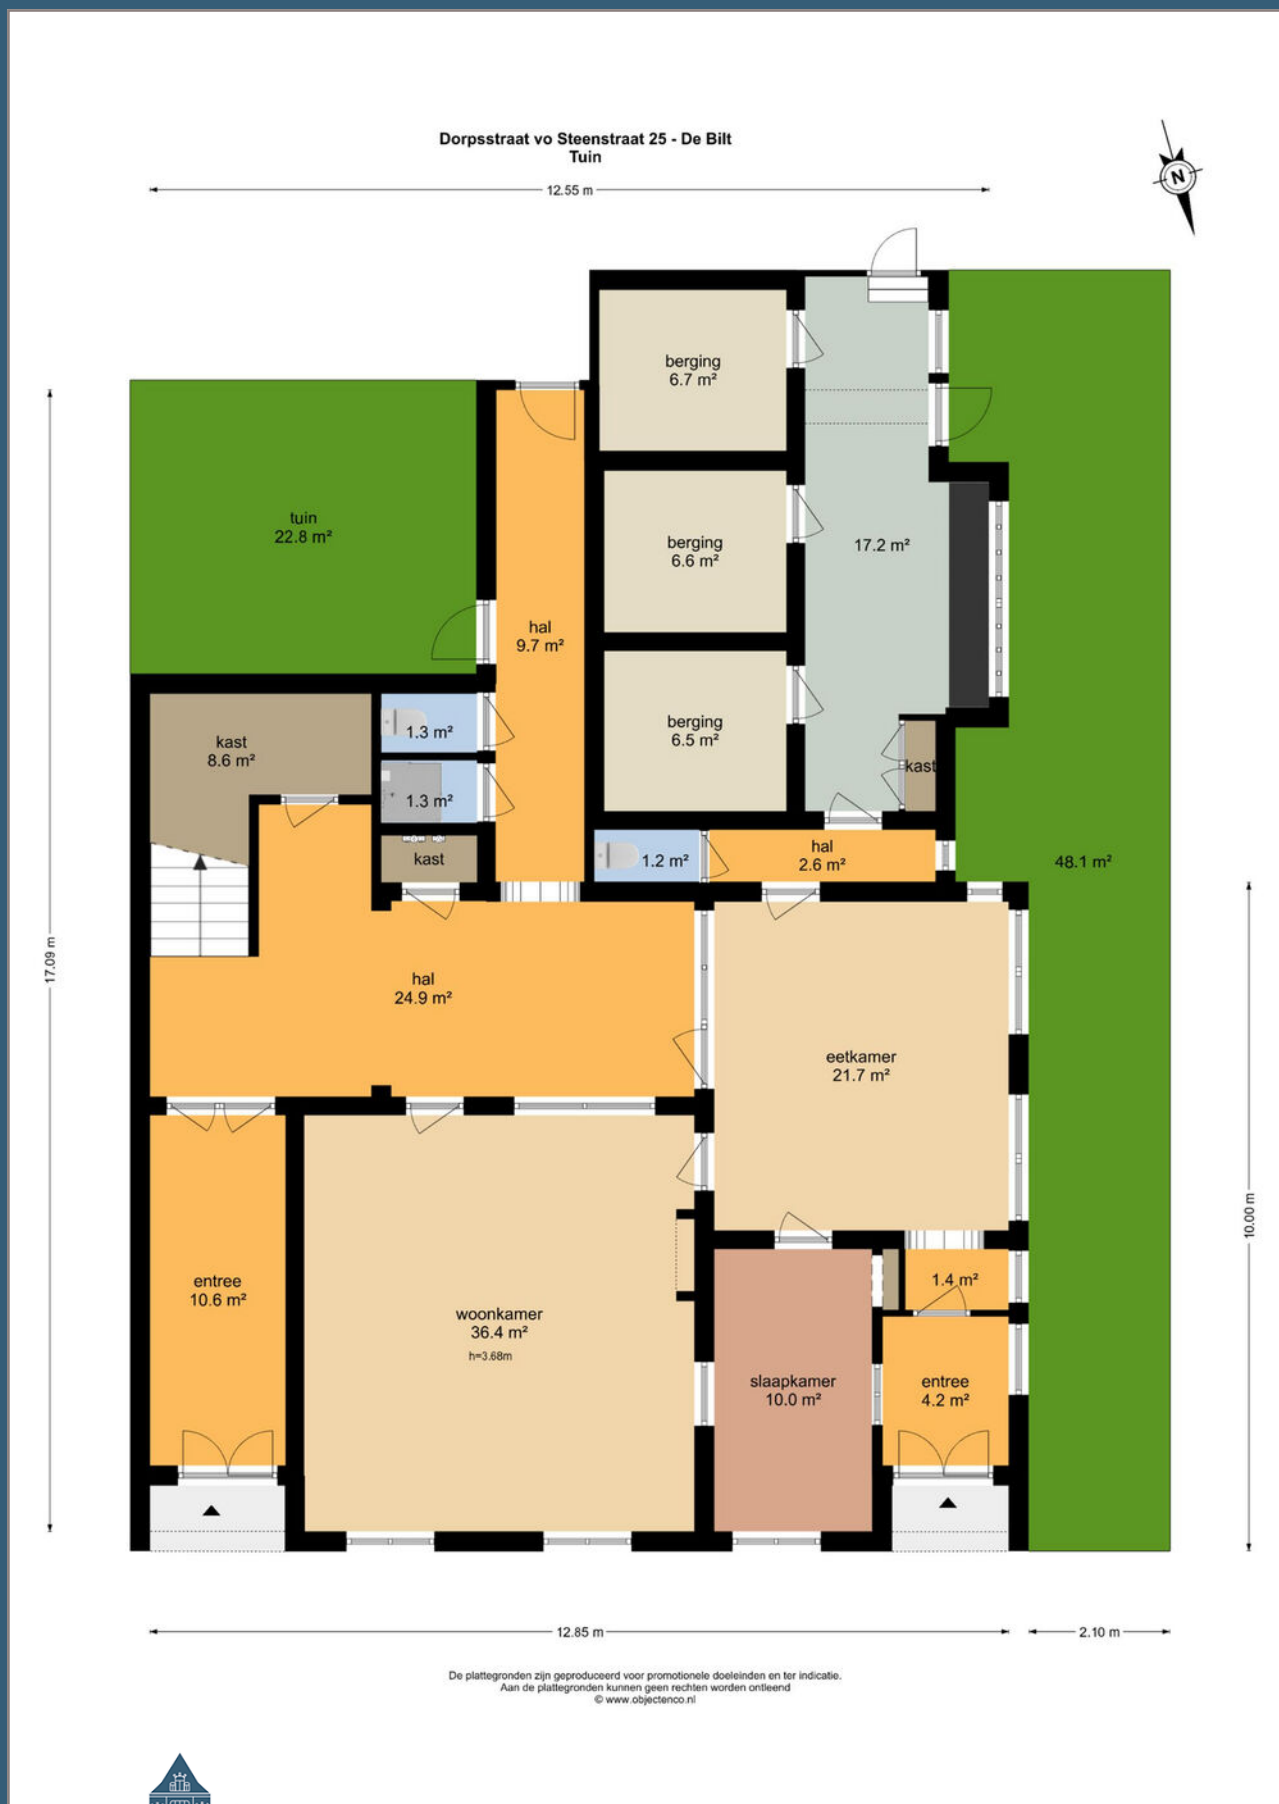 Dorpsstraat vo Steenstraat 25 - De Bilt
Tuin
12.55 m
N
berging
6.7 m²
tuin
22.8 m²
berging
6.6 m²
17.2 m²
hal
9.7 m²
berging
6.5 m²
kast
8.6 m²
1.3 m²
kast
1.3 m²
kast
1.2 m²
hal
2.6 m²
48.1 m²
17.09 m
hal
24.9 m²
eetkamer
21.7 m²
10.00 m
entree
10.6 m²
1.4 m²
woonkamer
36.4 m²
h=3.68m
slaapkamer
10.0 m²
entree
4.2 m²
12.85 m
2.10 m
De plattegronden zijn geproduceerd voor promotionele doeleinden en ter indicatie.
Aan de plattegronden kunnen geen rechten worden ontleend
© www.objectenco.nl